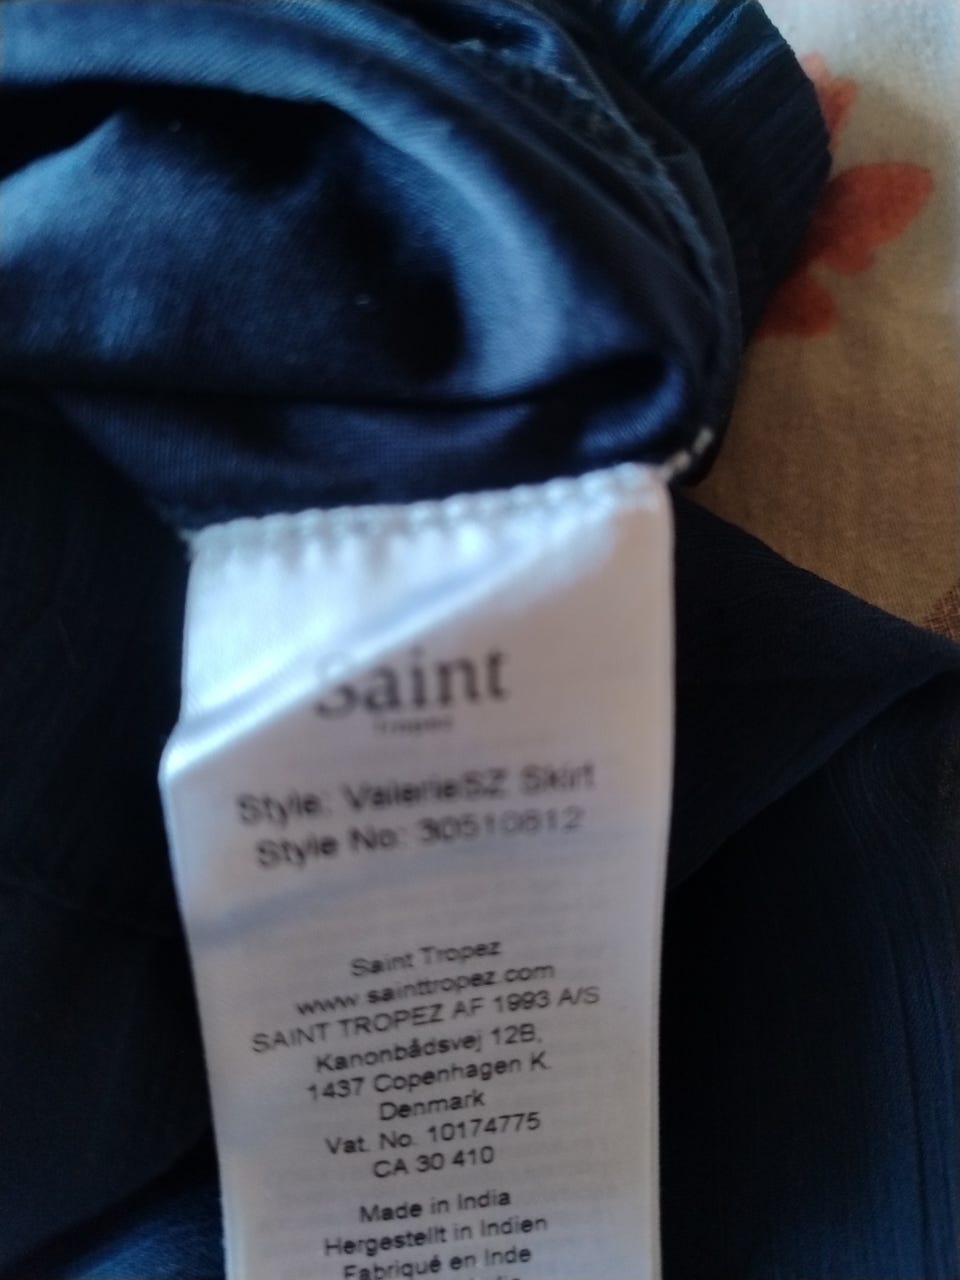 Saint
Tropez
Style: ValerieSZ Skirt
Style No: 30510812
Saint Tropez
www.sainttropez.com
SAINT TROPEZ AF 1993 A/S
Kanonbådsvej 12B,
1437 Copenhagen K.
Denmark
Vat. No. 10174775
CA 30 410
Made in India
Hergestellt in Indien
Fabriqué en Inde